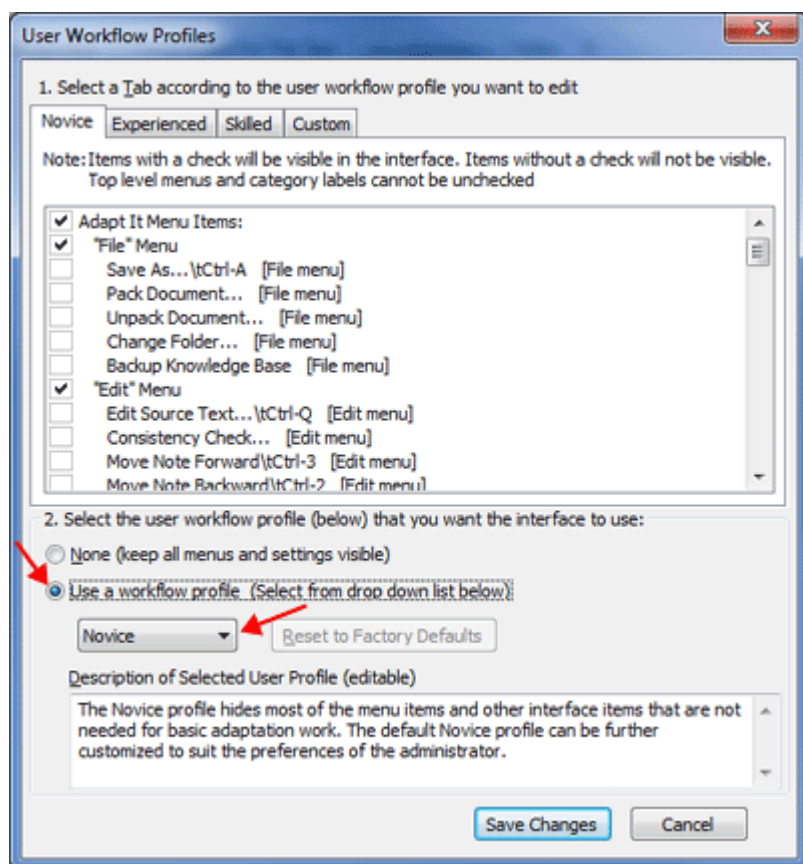 User Workflow Profiles
1. Select a Tab according to the user workflow profile you want to edit
Novice Experienced Skilled Custom
Note: Items with a check will be visible in the interface. Items without a check will not be visible.
Top level menus and category labels cannot be unchecked
Adapt It Menu Items:
"File" Menu
Save As...\tCtrl-A [File menu]
Pack Document... [File menu]
Unpack Document... [File menu]
Change Folder... [File menu]
Backup Knowledge Base [File menu]
"Edit" Menu
Edit Source Text...\tCtrl-Q [Edit menu]
Consistency Check... [Edit menu]
Move Note Forward\tCtrl-3 [Edit menu]
Move Note Backward\tCtrl-2 [Edit menu]
2. Select the user workflow profile (below) that you want the interface to use:
None (keep all menus and settings visible)
Use a workflow profile (Select from drop down list below)
Novice Reset to Factory Defaults
Description of Selected User Profile (editable)
The Novice profile hides most of the menu items and other interface items that are not
needed for basic adaptation work. The default Novice profile can be further
customized to suit the preferences of the administrator.
Save Changes Cancel